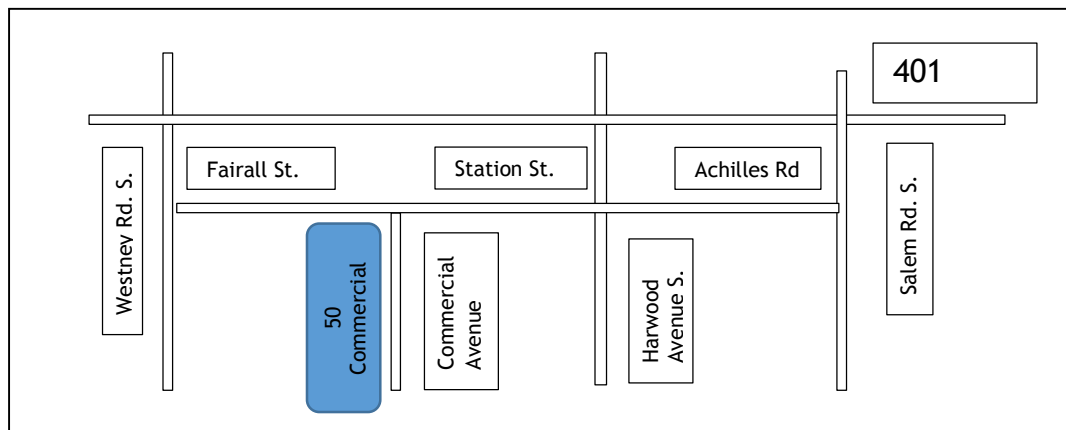 401
Fairall St.
Station St.
Achilles Rd
Westney Rd. S.
50
Commercial
Commercial
Avenue
Harwood
Avenue S.
Salem Rd. S.